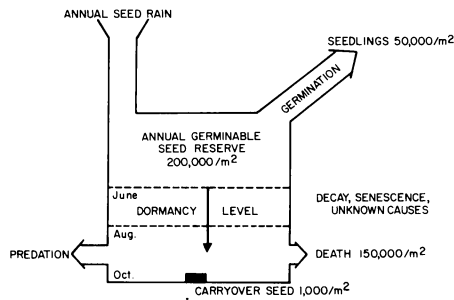 ANNUAL SEED RAIN
SEEDLINGS 50,000/m²
GERMINATION
ANNUAL GERMINABLE
SEED RESERVE
200,000/m²
June
DORMANCY LEVEL
DECAY, SENESCENCE,
UNKNOWN CAUSES
Aug.
PREDATION
DEATH 150,000/m²
Oct.
CARRYOVER SEED 1,000/m²